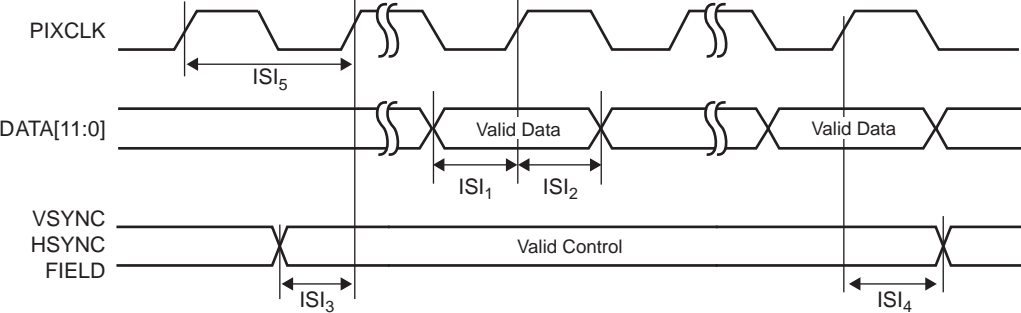 PIXCLK
ISI5
DATA[11:0]
Valid Data
Valid Data
ISI1
ISI2
VSYNC
HSYNC
FIELD
Valid Control
ISI3
ISI4